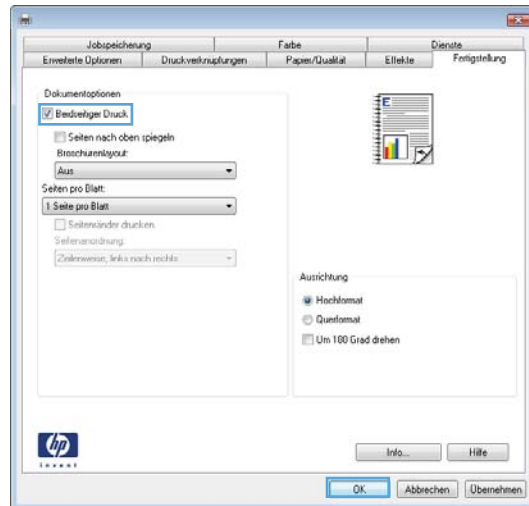 Jobspeicherung Farbe Dienste
Erweiterte Optionen Druckverknüpfungen Papier/Qualität Effekte Fertigstellung
Dokumentoptionen
Beidseitiger Druck
E
Seiten nach oben spiegeln
Broschürenlayout:
Aus
Seiten pro Blatt:
1 Seite pro Blatt
Seitenränder drucken
Seitenanordnung:
Zeilenweise, links nach rechts
Ausrichtung
Hochformat
Querformat
Um 180 Grad drehen
hp
invent
Info... Hilfe
OK Abbrechen Übernehmen